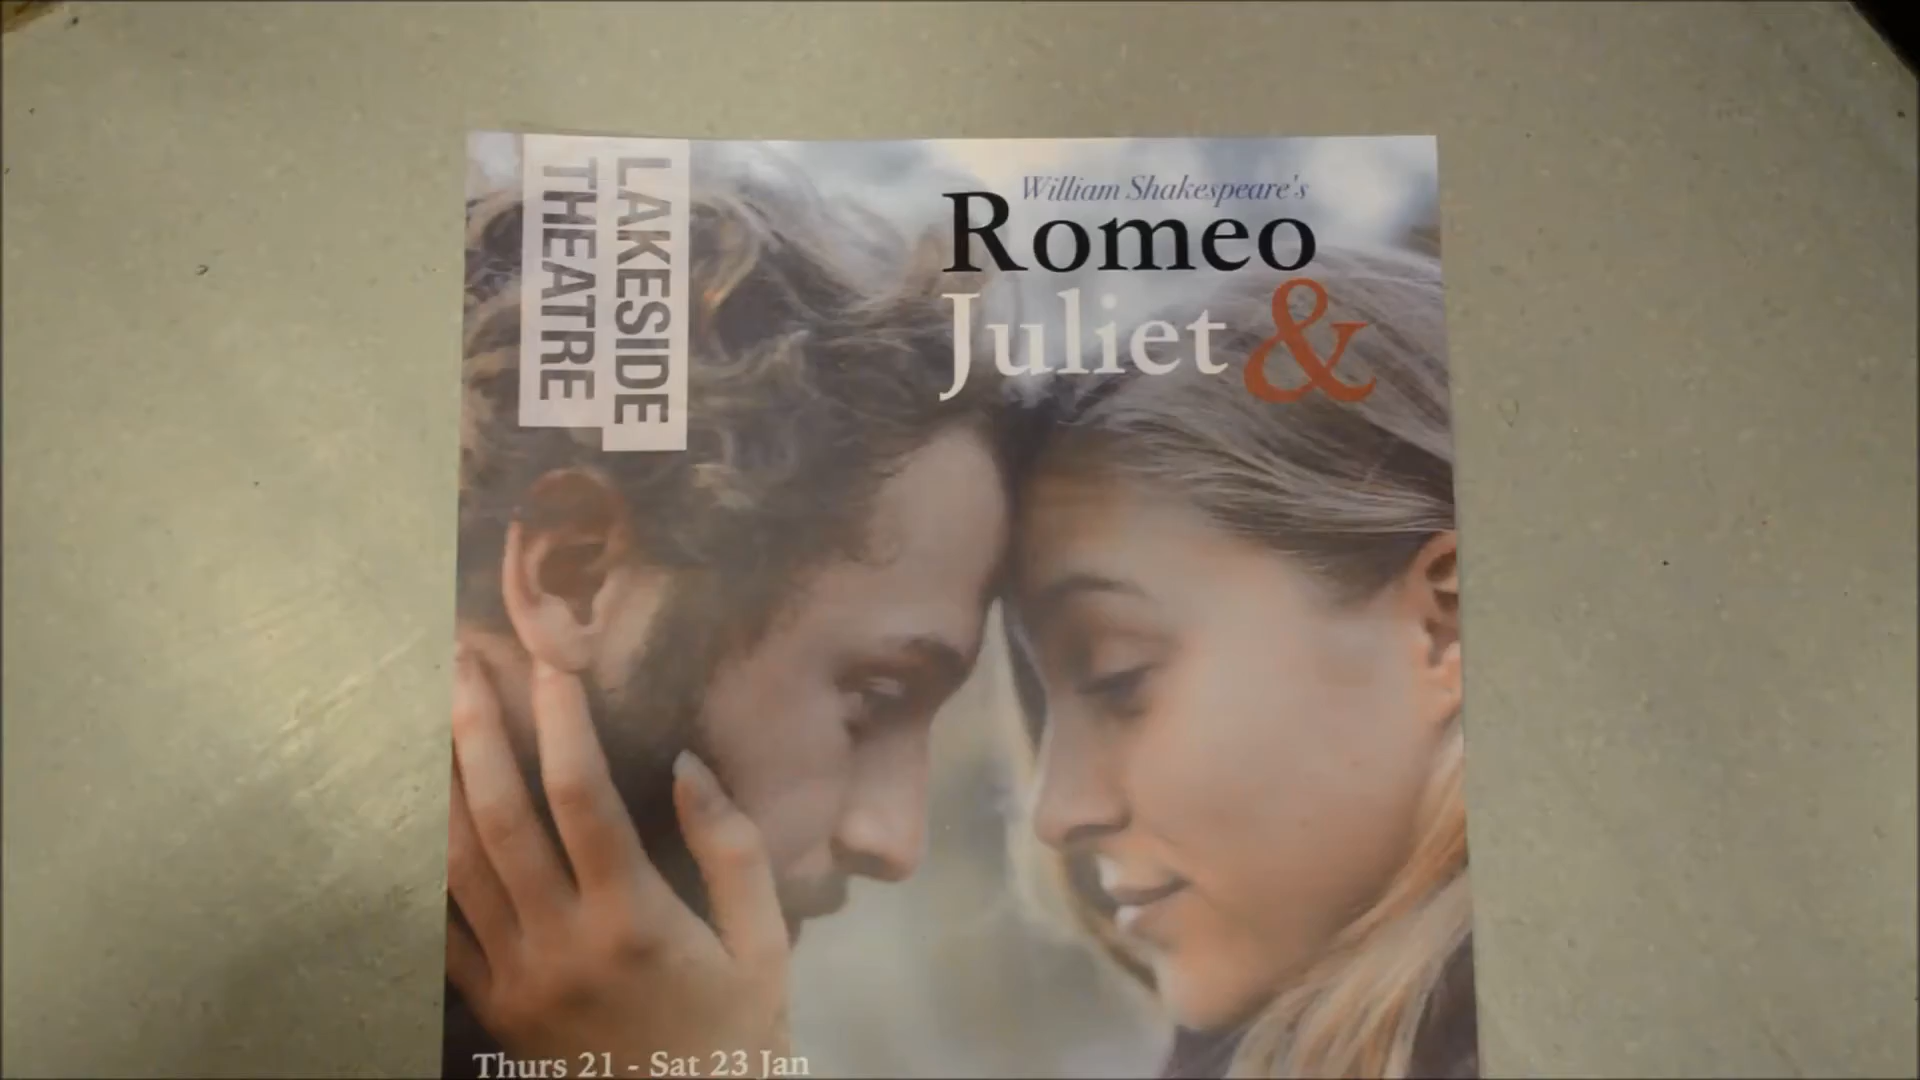 LAKESIDE
THEATRE
William Shakespeare's
Romeo
Juliet &
Thurs 21 - Sat 23 Jan